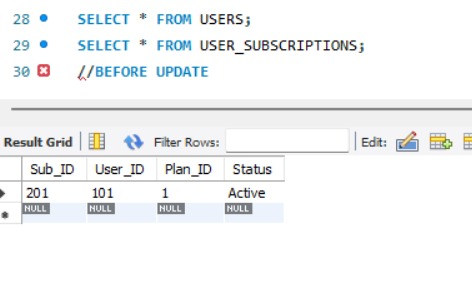 28 SELECT * FROM USERS;
29 SELECT * FROM USER_SUBSCRIPTIONS;
30 //BEFORE UPDATE
Result Grid Filter Rows: Edit:
Sub_ID User_ID Plan_ID Status
201 101 1 Active
NULL NULL NULL NULL